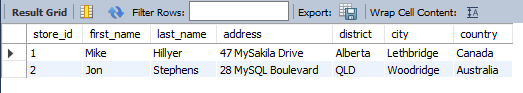 Result Grid Filter Rows: Export: Wrap Cell Content:
store_id first_name last_name address district city country
1 Mike Hillyer 47 MySakila Drive Alberta Lethbridge Canada
2 Jon Stephens 28 MySQL Boulevard QLD Woodridge Australia